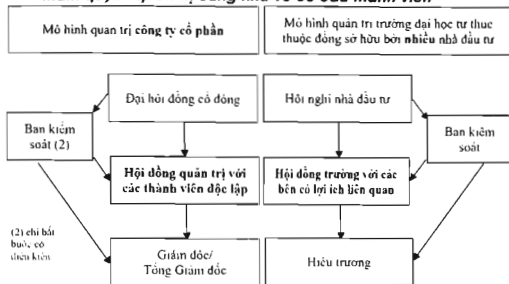 Mô hình quản trị công ty cổ phần
Mô hình quản trị trường đại học tư thục
thuộc đồng sở hữu bởi nhiều nhà đầu tư
Đại hội đồng cổ đông
Hội nghị nhà đầu tư
Ban kiểm
soát (2)
Ban kiểm
soát
Hội đồng quản trị với
các thành viên độc lập
Hội đồng trường với các
bên có lợi ích liên quan
(2) chỉ bắt
buộc, có
điều kiện
Giám đốc/
Tổng Giám đốc
Hiệu trưởng